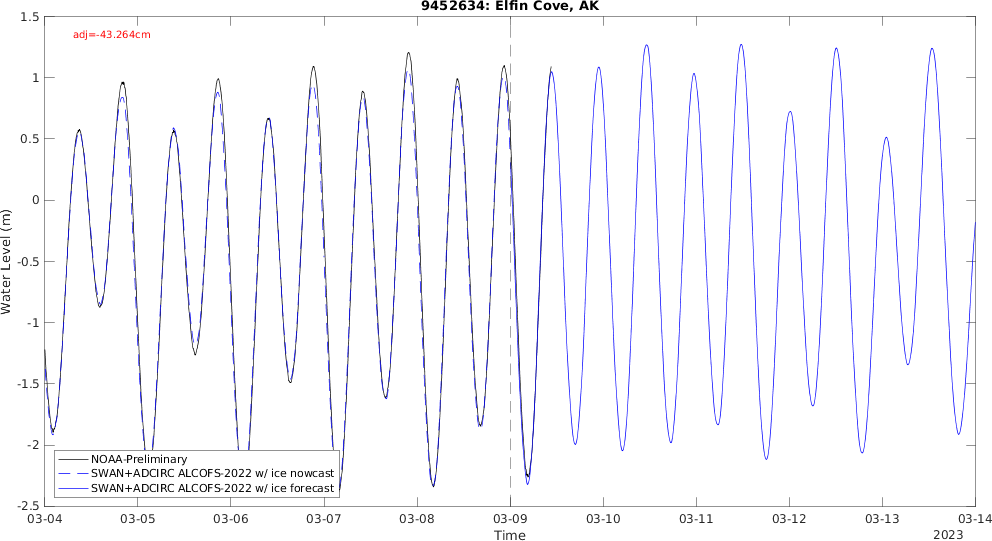 9452634: Elfin Cove, AK
adj=-43.264cm
1.5
1
0.5
0
-0.5
-1
-1.5
-2
-2.5
Water Level (m)
NOAA-Preliminary
SWAN+ADCIRC ALCOFS-2022 w/ ice nowcast
SWAN+ADCIRC ALCOFS-2022 w/ ice forecast
03-04 03-05 03-06 03-07 03-08 03-09 03-10 03-11 03-12 03-13 03-14
Time
2023